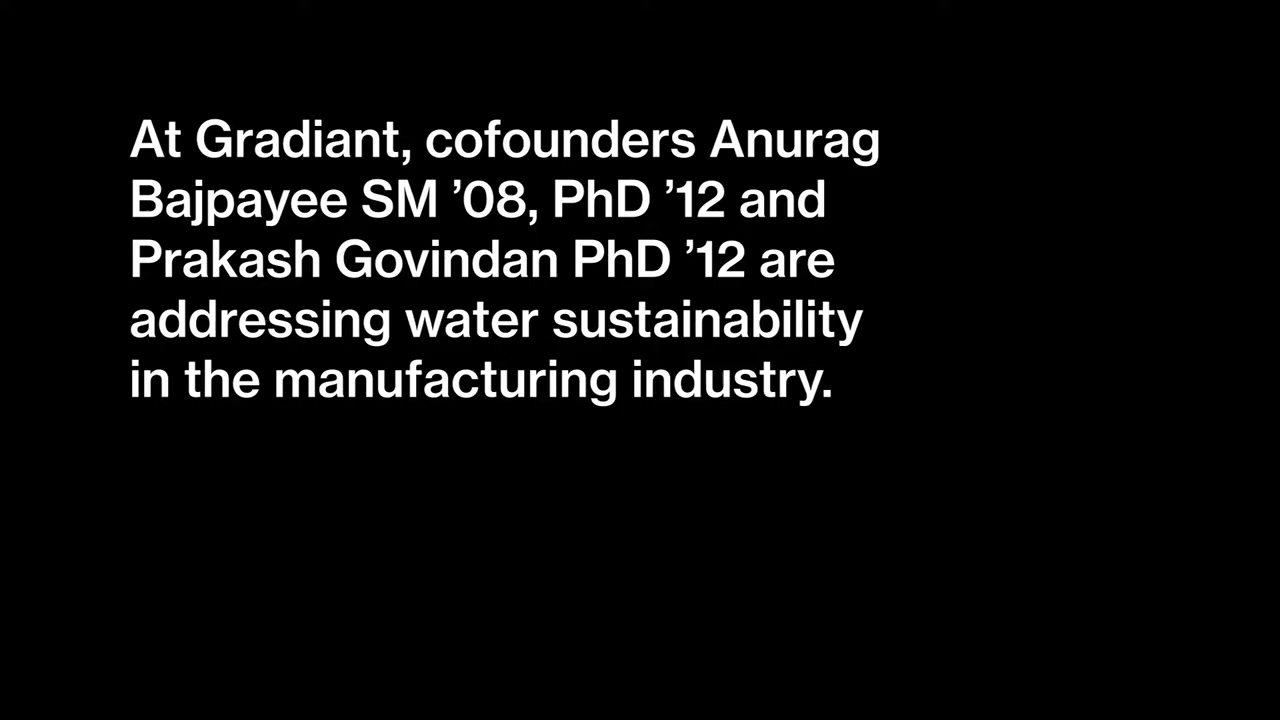 At Gradiant, cofounders Anurag
Bajpayee SM ’08, PhD ’12 and
Prakash Govindan PhD ’12 are
addressing water sustainability
in the manufacturing industry.